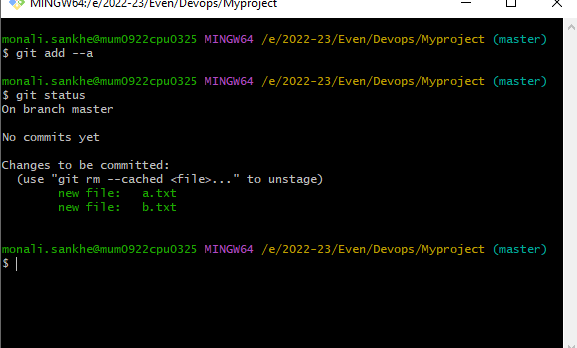 MINGW64:/e/2022-23/Even/Devops/Myproject
monali.sankhe@mum0922cpu0325 MINGW64 /e/2022-23/Even/Devops/Myproject (master)
$ git add --a
monali.sankhe@mum0922cpu0325 MINGW64 /e/2022-23/Even/Devops/Myproject (master)
$ git status
On branch master
No commits yet
Changes to be committed:
(use "git rm --cached <file>..." to unstage)
new file:   a.txt
new file:   b.txt
monali.sankhe@mum0922cpu0325 MINGW64 /e/2022-23/Even/Devops/Myproject (master)
$